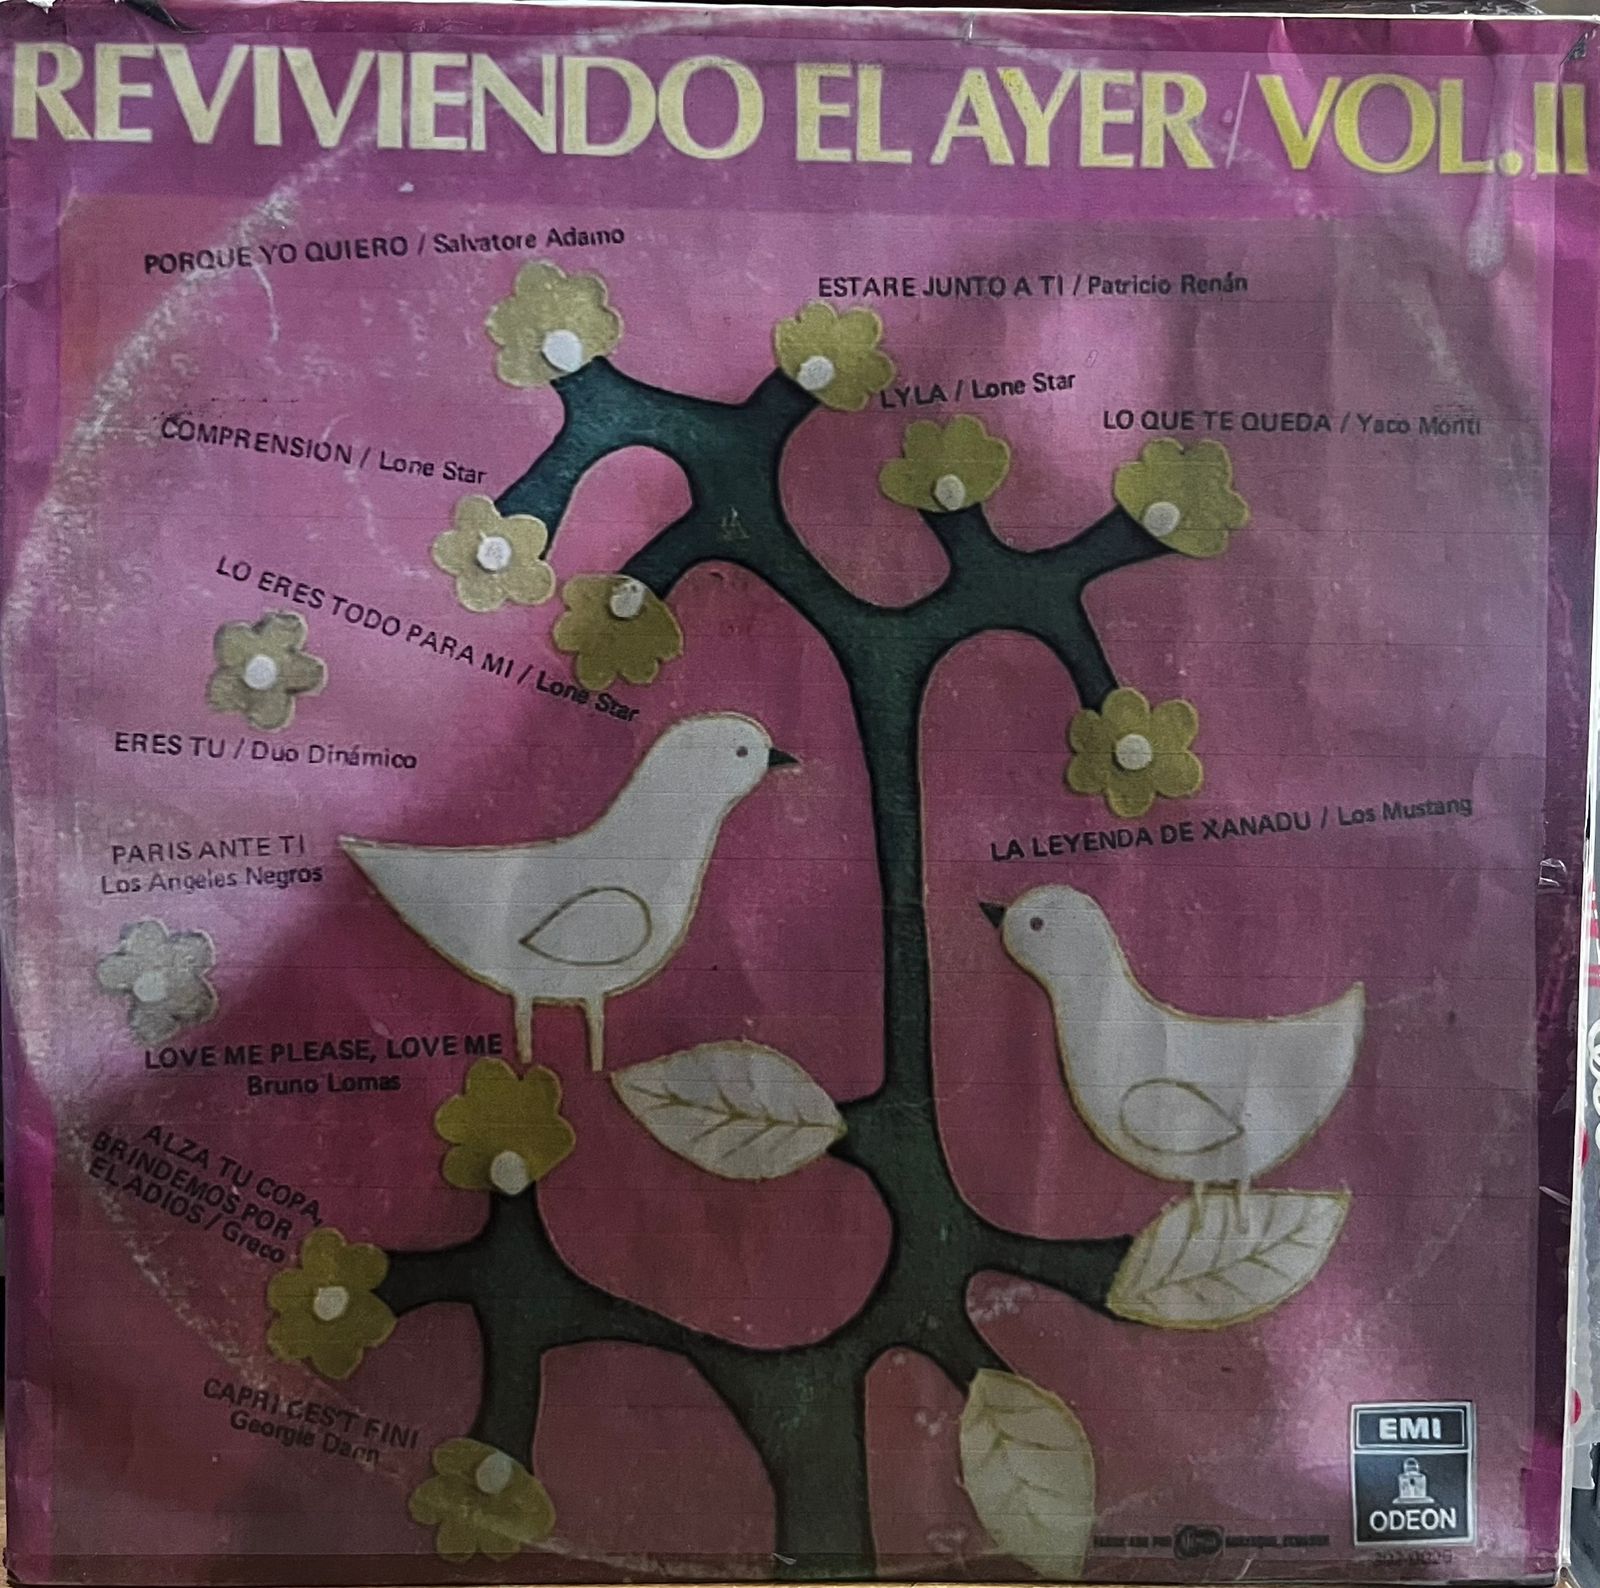 REVIVIENDO EL AYER / VOL. II
PORQUE YO QUIERO / Salvatore Adamo
ESTARE JUNTO A TI / Patricio Renán
LYLA / Lone Star
LO QUE TE QUEDA / Yaco Monti
COMPRENSION / Lone Star
LO ERES TODO PARA MI / Lone Star
ERES TU / Duo Dinámico
LA LEYENDA DE XANADU / Los Mustang
PARIS ANTE TI
Los Angeles Negros
LOVE ME PLEASE, LOVE ME
Bruno Lomas
ALZA TU COPA,
BRINDEMOS POR
EL ADIOS / Greco
CAPRI CES'T FINI
Georgie Dann
EMI
ODEON